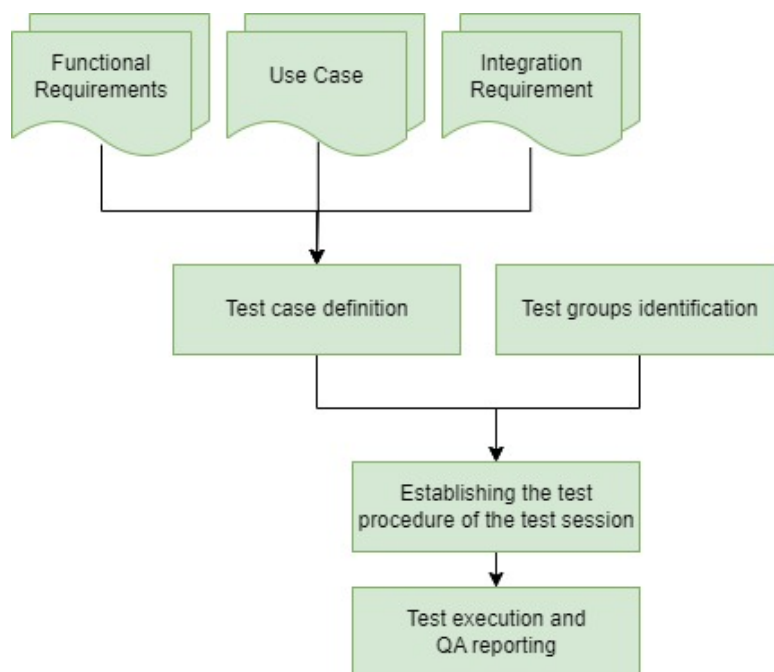 Functional
Requirements
Use Case
Integration
Requirement
Test case definition
Test groups identification
Establishing the test
procedure of the test session
Test execution and
QA reporting